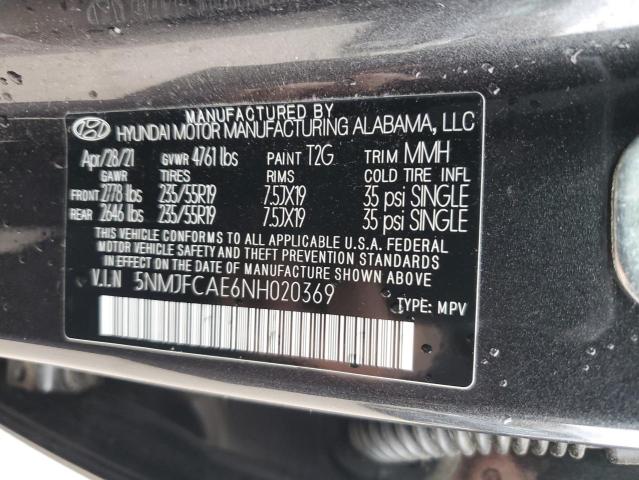 MANUFACTURED BY
HYUNDAI MOTOR MANUFACTURING ALABAMA, LLC
Apr/28/21 GVWR 4761 lbs PAINT T2G TRIM MMH
GAWR TIRES RIMS COLD TIRE INFL
FRONT 2778 lbs 235/55R19 7.5JX19 35 psi SINGLE
REAR 2646 lbs 235/55R19 7.5JX19 35 psi SINGLE
THIS VEHICLE CONFORMS TO ALL APPLICABLE U.S.A. FEDERAL
MOTOR VEHICLE SAFETY AND THEFT PREVENTION STANDARDS
IN EFFECT ON THE DATE OF MANUFACTURE SHOWN ABOVE.
V.I.N 5NMJFCAE6NH020369
TYPE: MPV